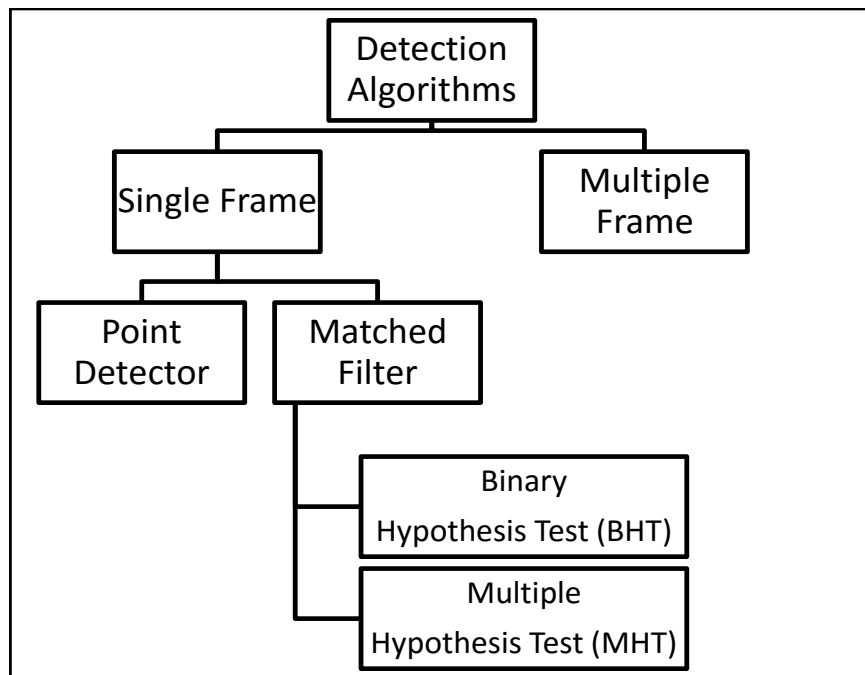 Detection
Algorithms
Single Frame
Multiple
Frame
Point
Detector
Matched
Filter
Binary
Hypothesis Test (BHT)
Multiple
Hypothesis Test (MHT)